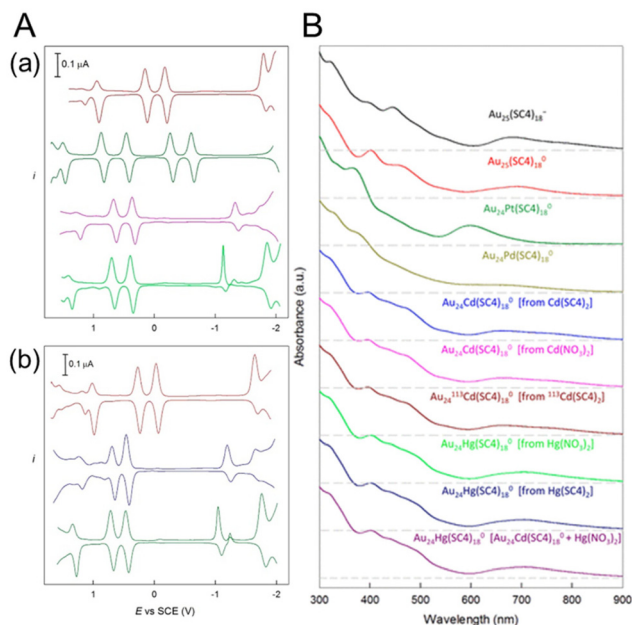 A
(a)
0.1 µA
i
1 0 -1 -2
(b)
0.1 µA
i
1 0 -1 -2
E vs SCE (V)
B
Absorbance (a.u.)
Au₂₅(SC4)₁₈⁻
Au₂₅(SC4)₁₈⁰
Au₂₄Pt(SC4)₁₈⁰
Au₂₄Pd(SC4)₁₈⁰
Au₂₄Cd(SC4)₁₈⁰ [from Cd(SC4)₂]
Au₂₄Cd(SC4)₁₈⁰ [from Cd(NO₃)₂]
Au₂₄¹¹³Cd(SC4)₁₈⁰ [from ¹¹³Cd(SC4)₂]
Au₂₄Hg(SC4)₁₈⁰ [from Hg(NO₃)₂]
Au₂₄Hg(SC4)₁₈⁰ [from Hg(SC4)₂]
Au₂₄Hg(SC4)₁₈⁰ [Au₂₄Cd(SC4)₁₈⁰ + Hg(NO₃)₂]
300 400 500 600 700 800 900
Wavelength (nm)